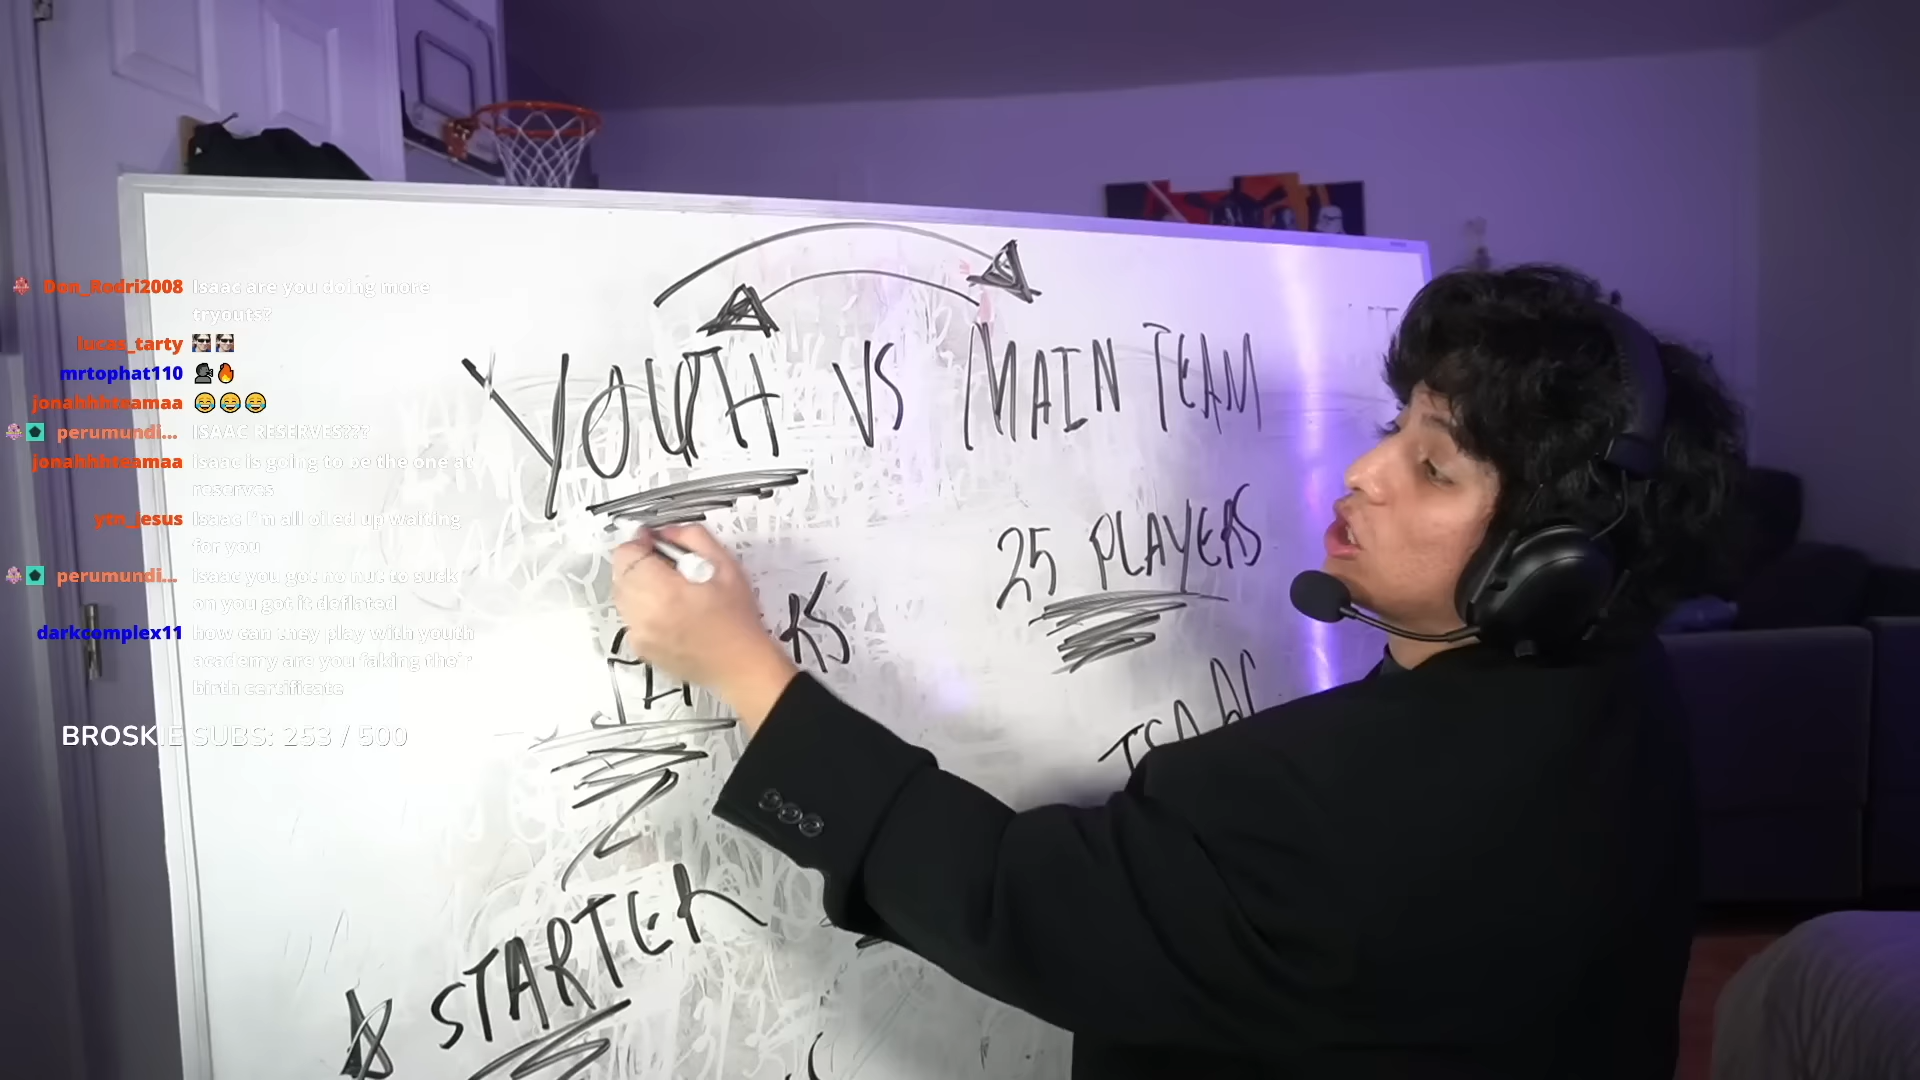 Don_Rodri2008 Isaac are you doing more
tryouts?
lucas_tarty
mrtophat110
jonahhhteamaa
perumundi... ISAAC RESERVES???
jonahhhteamaa Isaac is going to be the one at
reserves
ytn_jesus Isaac I'm all oiled up waiting
for you
perumundi... Isaac you got no nut to suck
on you got it deflated
darkcomplex11 how can they play with youth
academy are you faking their
birth certificate
BROSKIE SUBS: 253 / 500
YOUTH VS MAIN TEAM
25 PLAYERS
STARTER